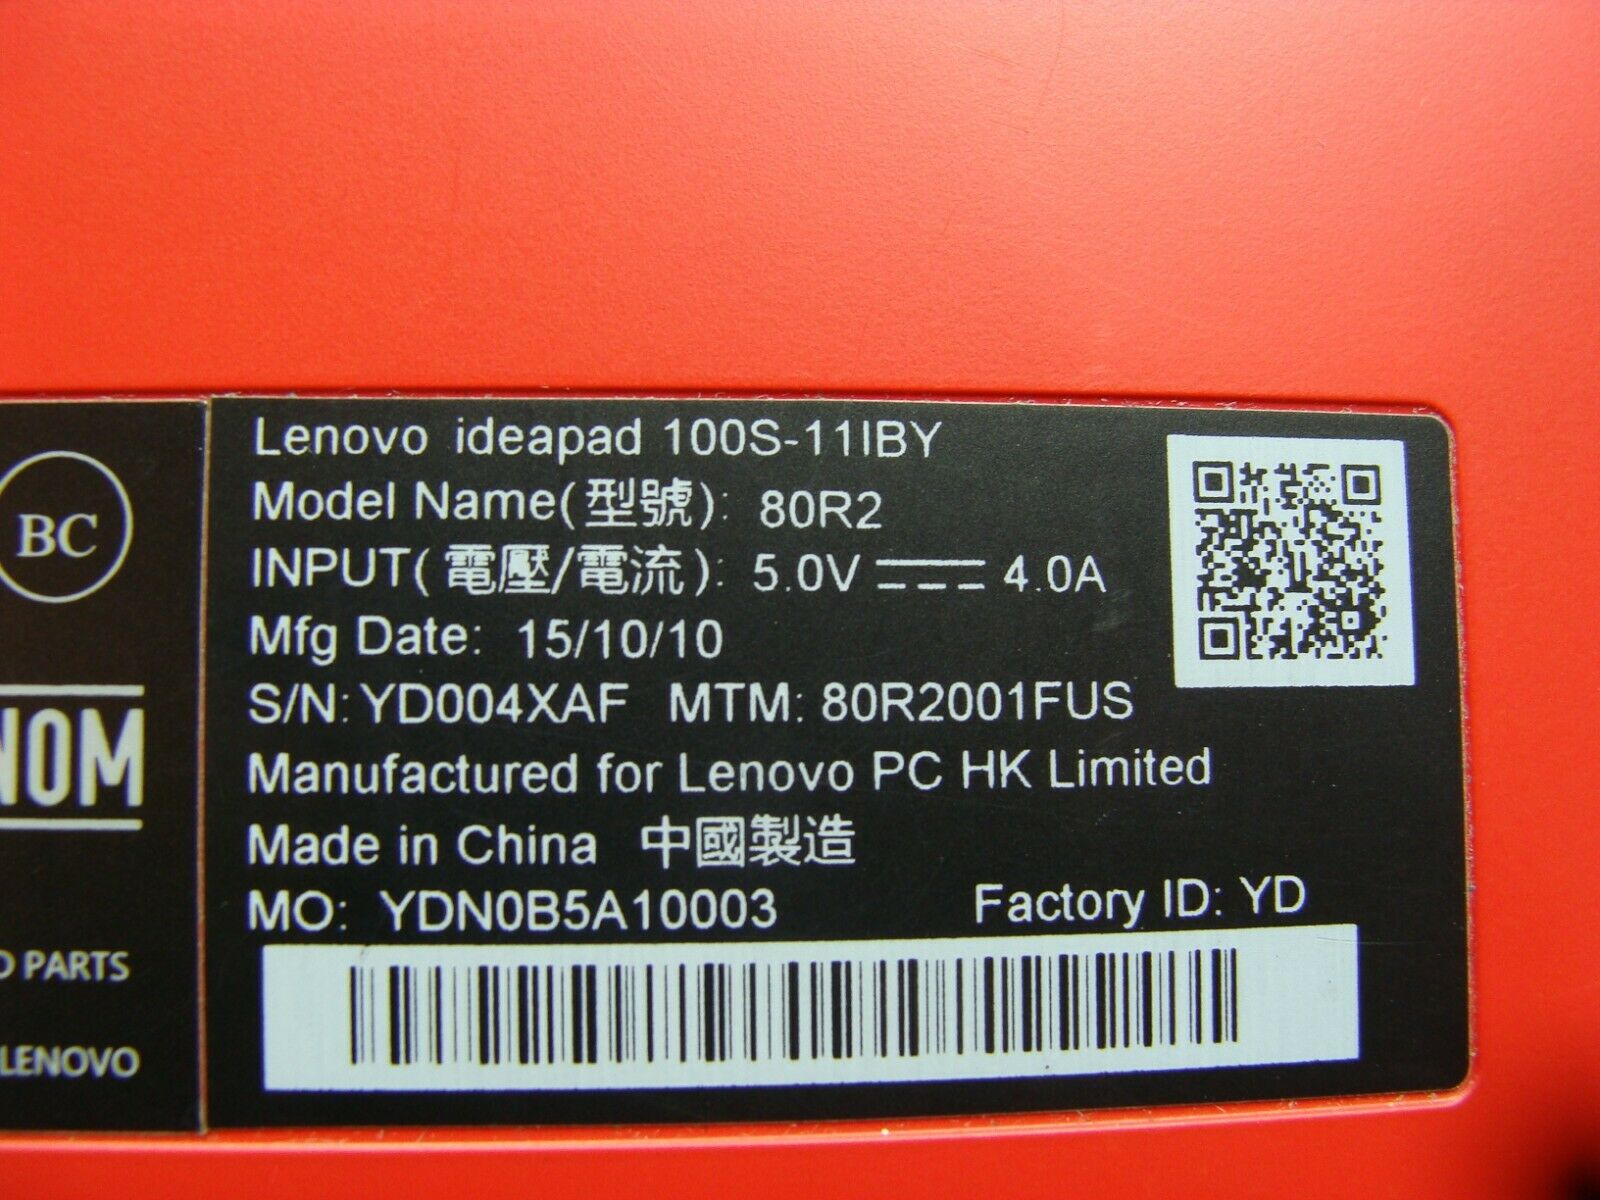 Lenovo ideapad 100S-11IBY
Model Name(型號): 80R2
INPUT(電壓/電流): 5.0V 4.0A
Mfg Date: 15/10/10
S/N: YD004XAF MTM: 80R2001FUS
Manufactured for Lenovo PC HK Limited
Made in China 中國製造
MO: YDN0B5A10003 Factory ID: YD
BC
NOM
PARTS
LENOVO